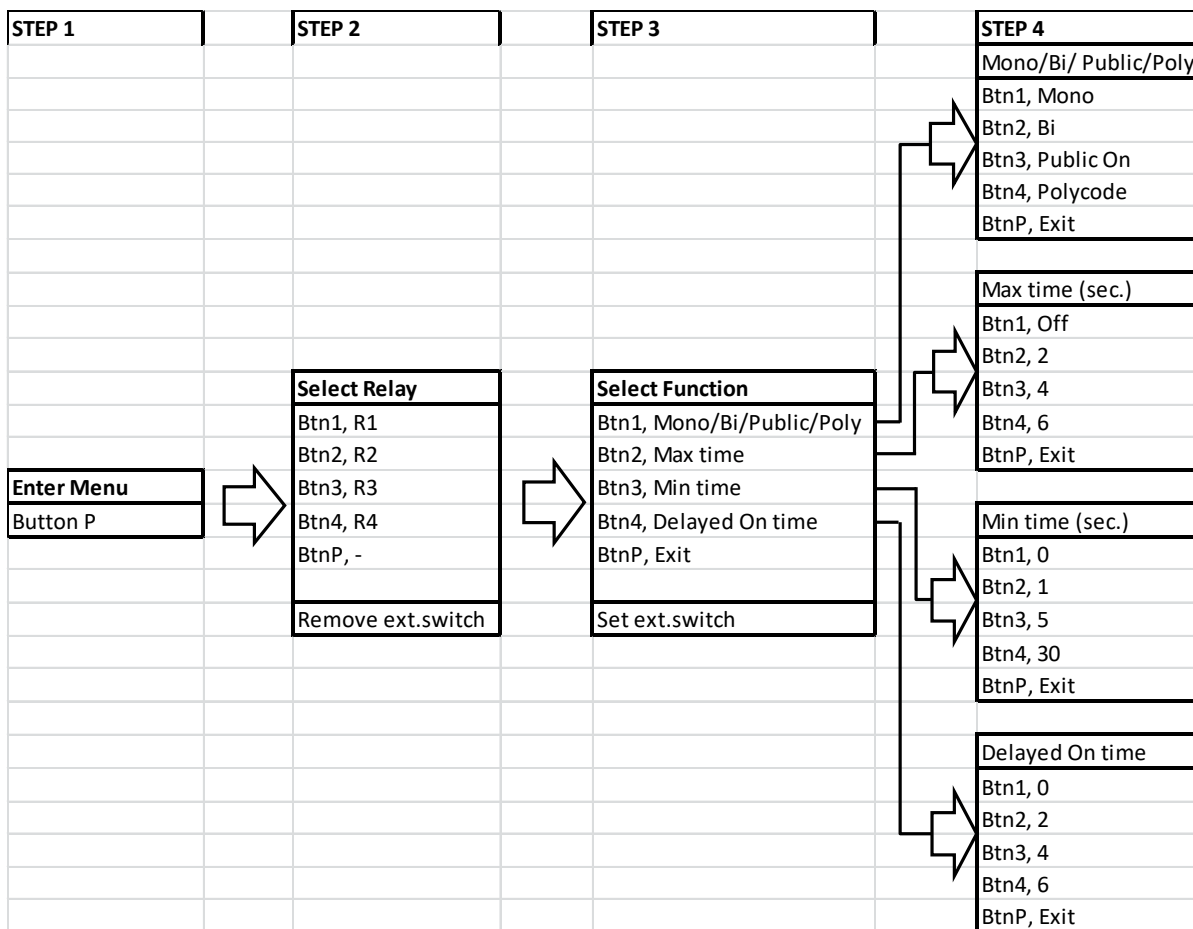 STEP 1
STEP 2
STEP 3
STEP 4
Enter Menu
Button P
Select Relay
Btn1, R1
Btn2, R2
Btn3, R3
Btn4, R4
BtnP, -
Remove ext.switch
Select Function
Btn1, Mono/Bi/Public/Poly
Btn2, Max time
Btn3, Min time
Btn4, Delayed On time
BtnP, Exit
Set ext.switch
Mono/Bi/ Public/Poly
Btn1, Mono
Btn2, Bi
Btn3, Public On
Btn4, Polycode
BtnP, Exit
Max time (sec.)
Btn1, Off
Btn2, 2
Btn3, 4
Btn4, 6
BtnP, Exit
Min time (sec.)
Btn1, 0
Btn2, 1
Btn3, 5
Btn4, 30
BtnP, Exit
Delayed On time
Btn1, 0
Btn2, 2
Btn3, 4
Btn4, 6
BtnP, Exit